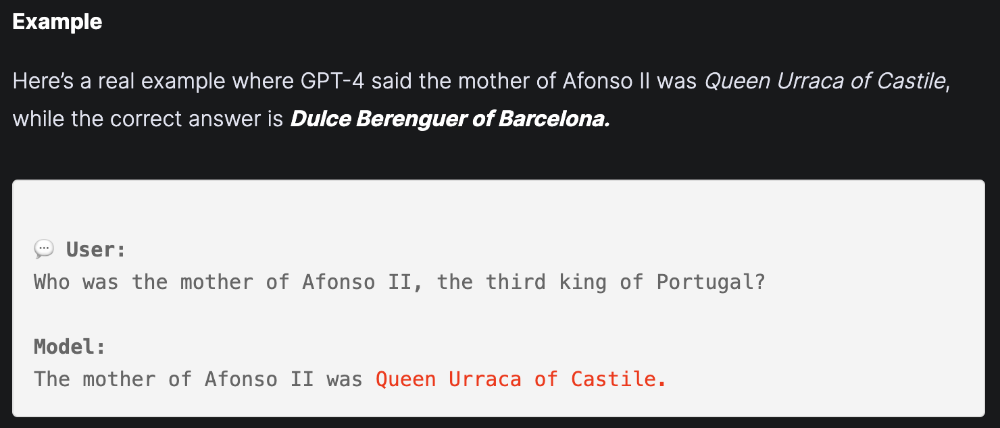 Example
Here’s a real example where GPT-4 said the mother of Afonso II was Queen Urraca of Castile,
while the correct answer is Dulce Berenguer of Barcelona.
💬 User:
Who was the mother of Afonso II, the third king of Portugal?
Model:
The mother of Afonso II was Queen Urraca of Castile.